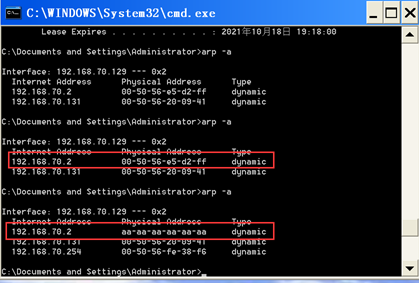 C:\WINDOWS\System32\cmd.exe
Lease Expires . . . . . . . . . . : 2021年10月18日 19:18:00
C:\Documents and Settings\Administrator>arp -a
Interface: 192.168.70.129 --- 0x2
Internet Address Physical Address Type
192.168.70.2 00-50-56-e5-d2-ff dynamic
192.168.70.131 00-50-56-20-09-41 dynamic
C:\Documents and Settings\Administrator>arp -a
Interface: 192.168.70.129 --- 0x2
Internet Address Physical Address Type
192.168.70.2 00-50-56-e5-d2-ff dynamic
192.168.70.131 00-50-56-20-09-41 dynamic
C:\Documents and Settings\Administrator>arp -a
Interface: 192.168.70.129 --- 0x2
Internet Address Physical Address Type
192.168.70.2 aa-aa-aa-aa-aa-aa dynamic
192.168.70.131 00-50-56-20-09-41 dynamic
192.168.70.254 00-50-56-fe-38-f6 dynamic
C:\Documents and Settings\Administrator>_